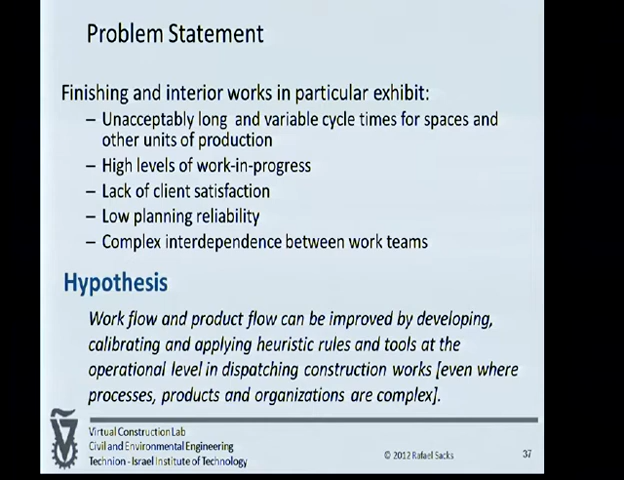 Problem Statement
Finishing and interior works in particular exhibit:
– Unacceptably long and variable cycle times for spaces and
other units of production
– High levels of work-in-progress
– Lack of client satisfaction
– Low planning reliability
– Complex interdependence between work teams
Hypothesis
Work flow and product flow can be improved by developing,
calibrating and applying heuristic rules and tools at the
operational level in dispatching construction works [even where
processes, products and organizations are complex].
Virtual Construction Lab
Civil and Environmental Engineering
Technion - Israel Institute of Technology
© 2012 Rafael Sacks
37